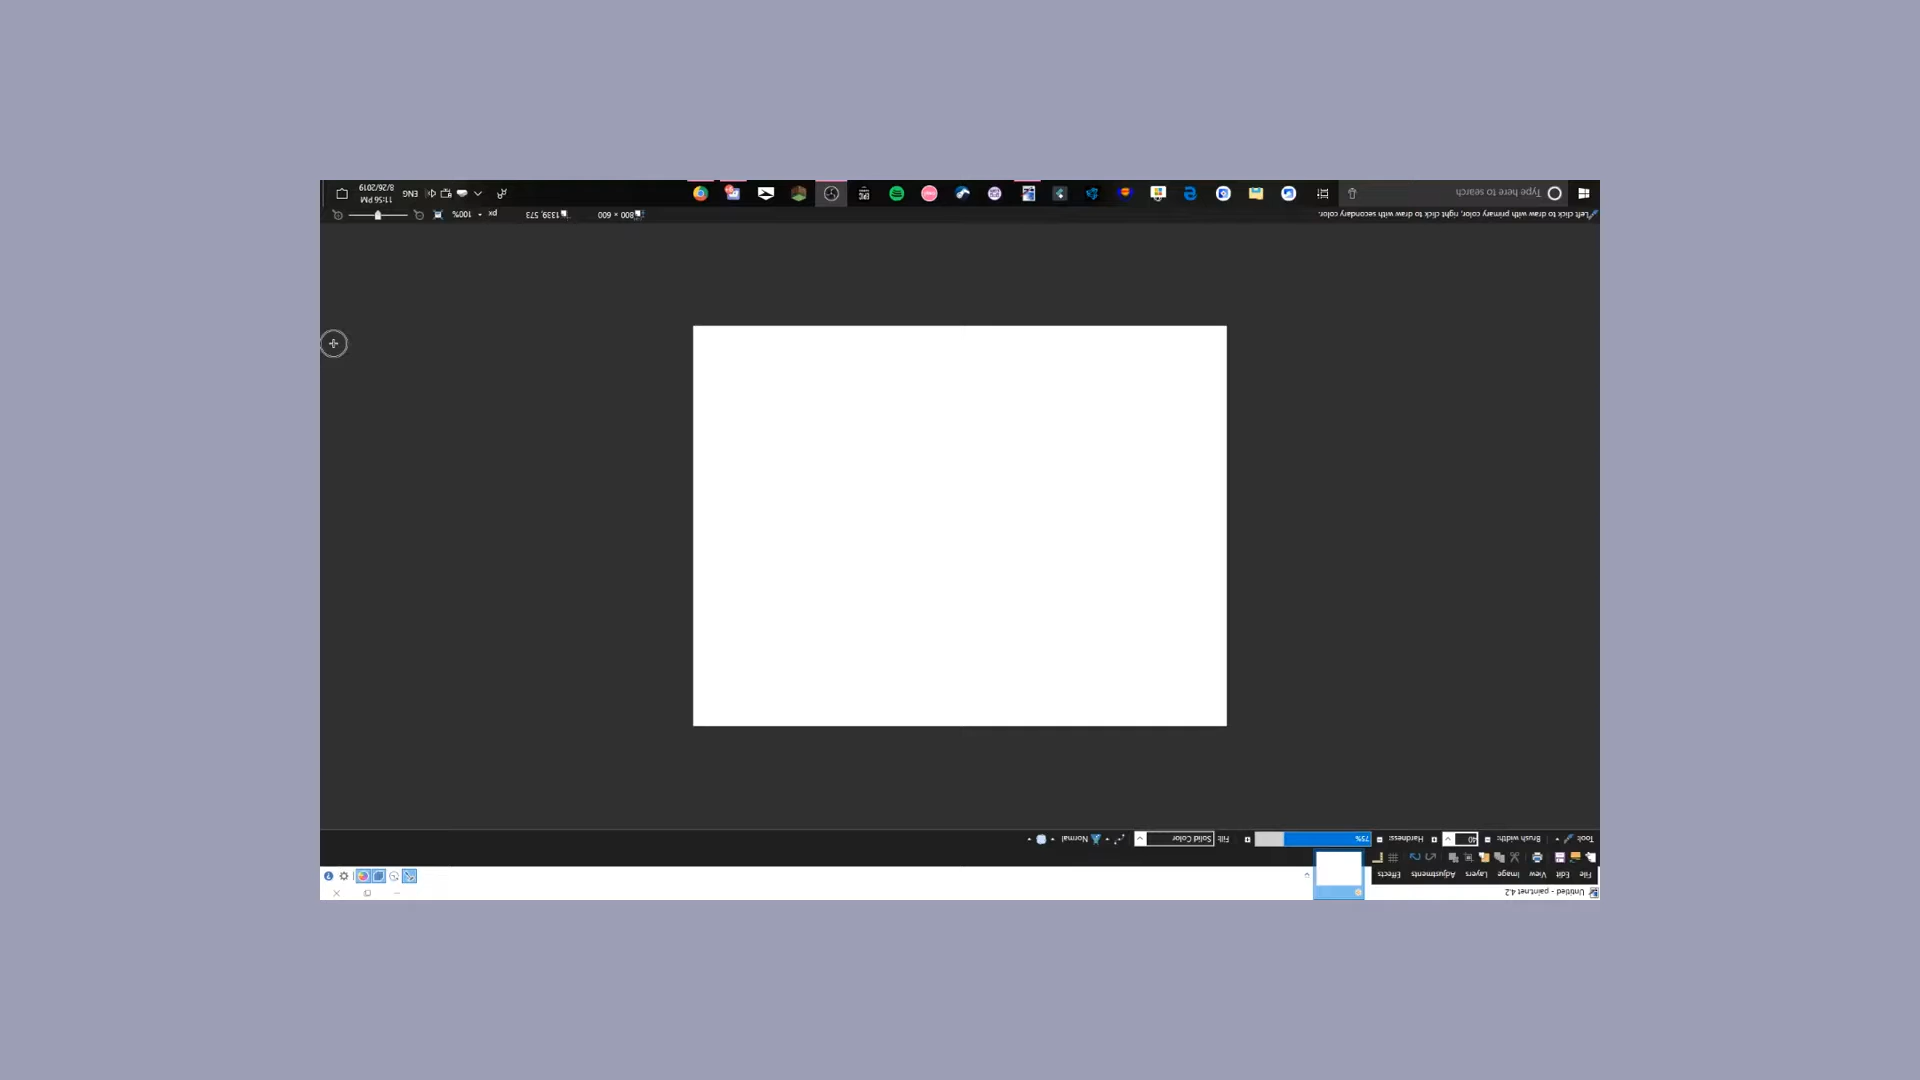 Untitled - paint.net 4.2
File Edit View Image Layers Adjustments Effects
Tool: Brush width: 40 Hardness: 75% Fill: Solid Color Normal
Left click to draw with primary color, right click to draw with secondary color.
800 × 600
1339, 573
px
100%
Type here to search
EPIC
ENG
11:56 PM
8/26/2019